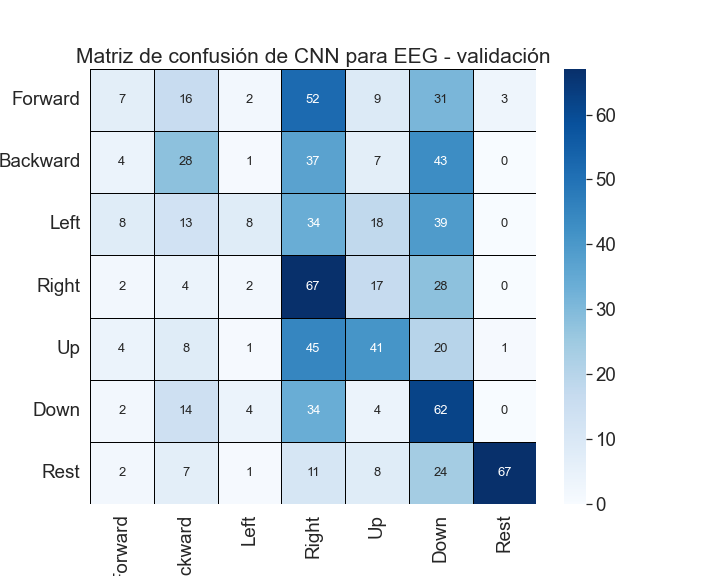 Matriz de confusión de CNN para EEG - validación
Forward 7 16 2 52 9 31 3
Backward 4 28 1 37 7 43 0
Left 8 13 8 34 18 39 0
Right 2 4 2 67 17 28 0
Up 4 8 1 45 41 20 1
Down 2 14 4 34 4 62 0
Rest 2 7 1 11 8 24 67
Forward ckward Left Right Up Down Rest
60
50
40
30
20
10
0